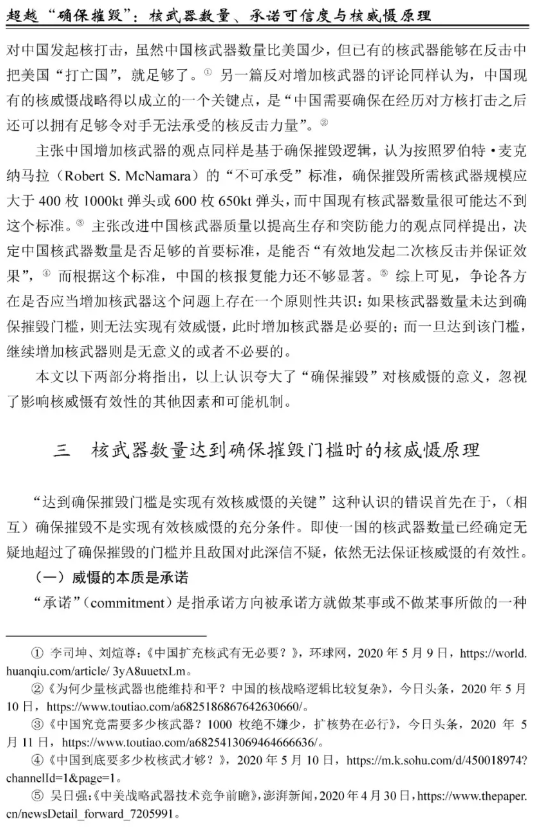 超越“确保摧毁”：核武器数量、承诺可信度与核威慑原理
对中国发起核打击，虽然中国核武器数量比美国少，但已有的核武器能够在反击中
把美国“打亡国”，就足够了。① 另一篇反对增加核武器的评论同样认为，中国现
有的核威慑战略得以成立的一个关键点，是“中国需要确保在经历对方核打击之后
还可以拥有足够令对手无法承受的核反击力量”。②
主张中国增加核武器的观点同样是基于确保摧毁逻辑，认为按照罗伯特·麦克
纳马拉（Robert S. McNamara）的“不可承受”标准，确保摧毁所需核武器规模应
大于 400 枚 1000kt 弹头或 600 枚 650kt 弹头，而中国现有核武器数量很可能达不到
这个标准。③ 主张改进中国核武器质量以提高生存和突防能力的观点同样提出，决
定中国核武器数量是否足够的首要标准，是能否“有效地发起二次核反击并保证效
果”，④ 而根据这个标准，中国的核报复能力还不够显著。⑤ 综上可见，争论各方
在是否应当增加核武器这个问题上存在一个原则性共识：如果核武器数量未达到确
保摧毁门槛，则无法实现有效威慑，此时增加核武器是必要的；而一旦达到该门槛，
继续增加核武器则是无意义的或者不必要的。
本文以下两部分将指出，以上认识夸大了“确保摧毁”对核威慑的意义，忽视
了影响核威慑有效性的其他因素和可能机制。
三 核武器数量达到确保摧毁门槛时的核威慑原理
“达到确保摧毁门槛是实现有效核威慑的关键”这种认识的错误首先在于，（相
互）确保摧毁不是实现有效核威慑的充分条件。即使一国的核武器数量已经确定无
疑地超过了确保摧毁的门槛并且敌国对此深信不疑，依然无法保证核威慑的有效性。
（一）威慑的本质是承诺
“承诺”（commitment）是指承诺方向被承诺方就做某事或不做某事所做的一种
① 李司坤、刘煊尊：《中国扩充核武有无必要？》，环球网，2020 年 5 月 9 日，https://world.
huanqiu.com/article/ 3yA8uuetxLm。
②《为何少量核武器也能维持和平？中国的核战略逻辑比较复杂》，今日头条，2020 年 5 月
10 日，https://www.toutiao.com/a6825186867642630660/。
③《中国究竟需要多少核武器？1000 枚绝不嫌少，扩核势在必行》，今日头条，2020 年 5
月 11 日，https://www.toutiao.com/a6825413069464666636/。
④《中国到底要多少枚核武才够？》，2020 年 5 月 10 日，https://m.k.sohu.com/d/450018974?
channelId=1&page=1。
⑤ 吴日强：《中美战略武器技术竞争前瞻》，澎湃新闻，2020 年 4 月 30 日，https://www.thepaper.
cn/newsDetail_forward_7205991。